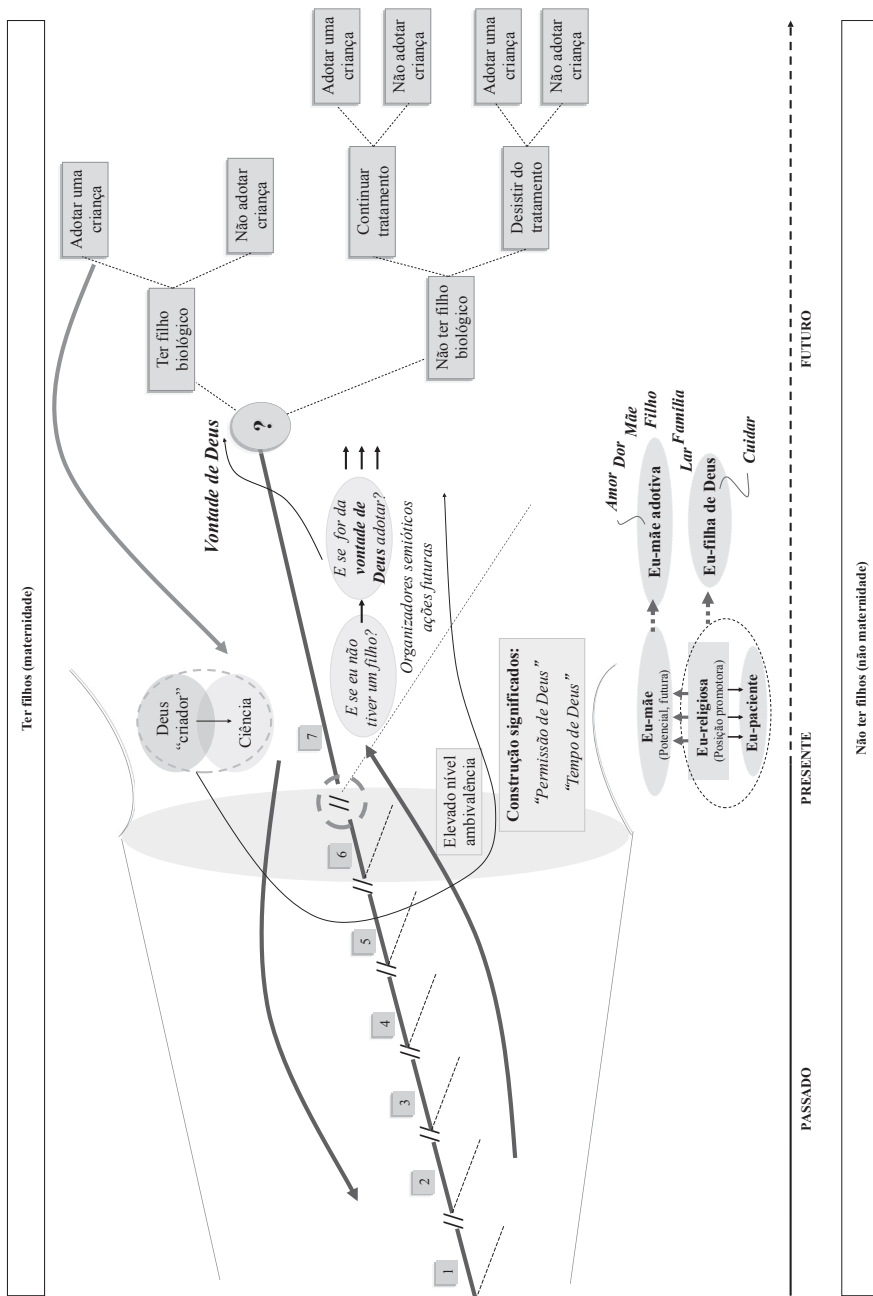 Ter filhos (maternidade)
Adotar uma
criança
Não adotar
criança
Ter filho
biológico
Adotar uma
criança
Não adotar
criança
Continuar
tratamento
Adotar uma
criança
Não adotar
criança
Desistir do
tratamento
Não ter filho
biológico
?
Vontade de Deus
Deus
“criador”
Ciência
E se eu não
tiver um filho?
E se for da
vontade de
Deus adotar?
Organizadores semióticos
ações futuras
1
2
3
4
5
6
7
Elevado nível
ambivalência
Construção significados:
“Permissão de Deus”
“Tempo de Deus”
Eu-mãe
(Potencial, futura)
Eu-religiosa
(Posição promotora)
Eu-paciente
Eu-mãe adotiva
Eu-filha de Deus
Amor
Dor
Mãe
Filho
Lar
Família
Cuidar
PASSADO
PRESENTE
FUTURO
Não ter filhos (não maternidade)